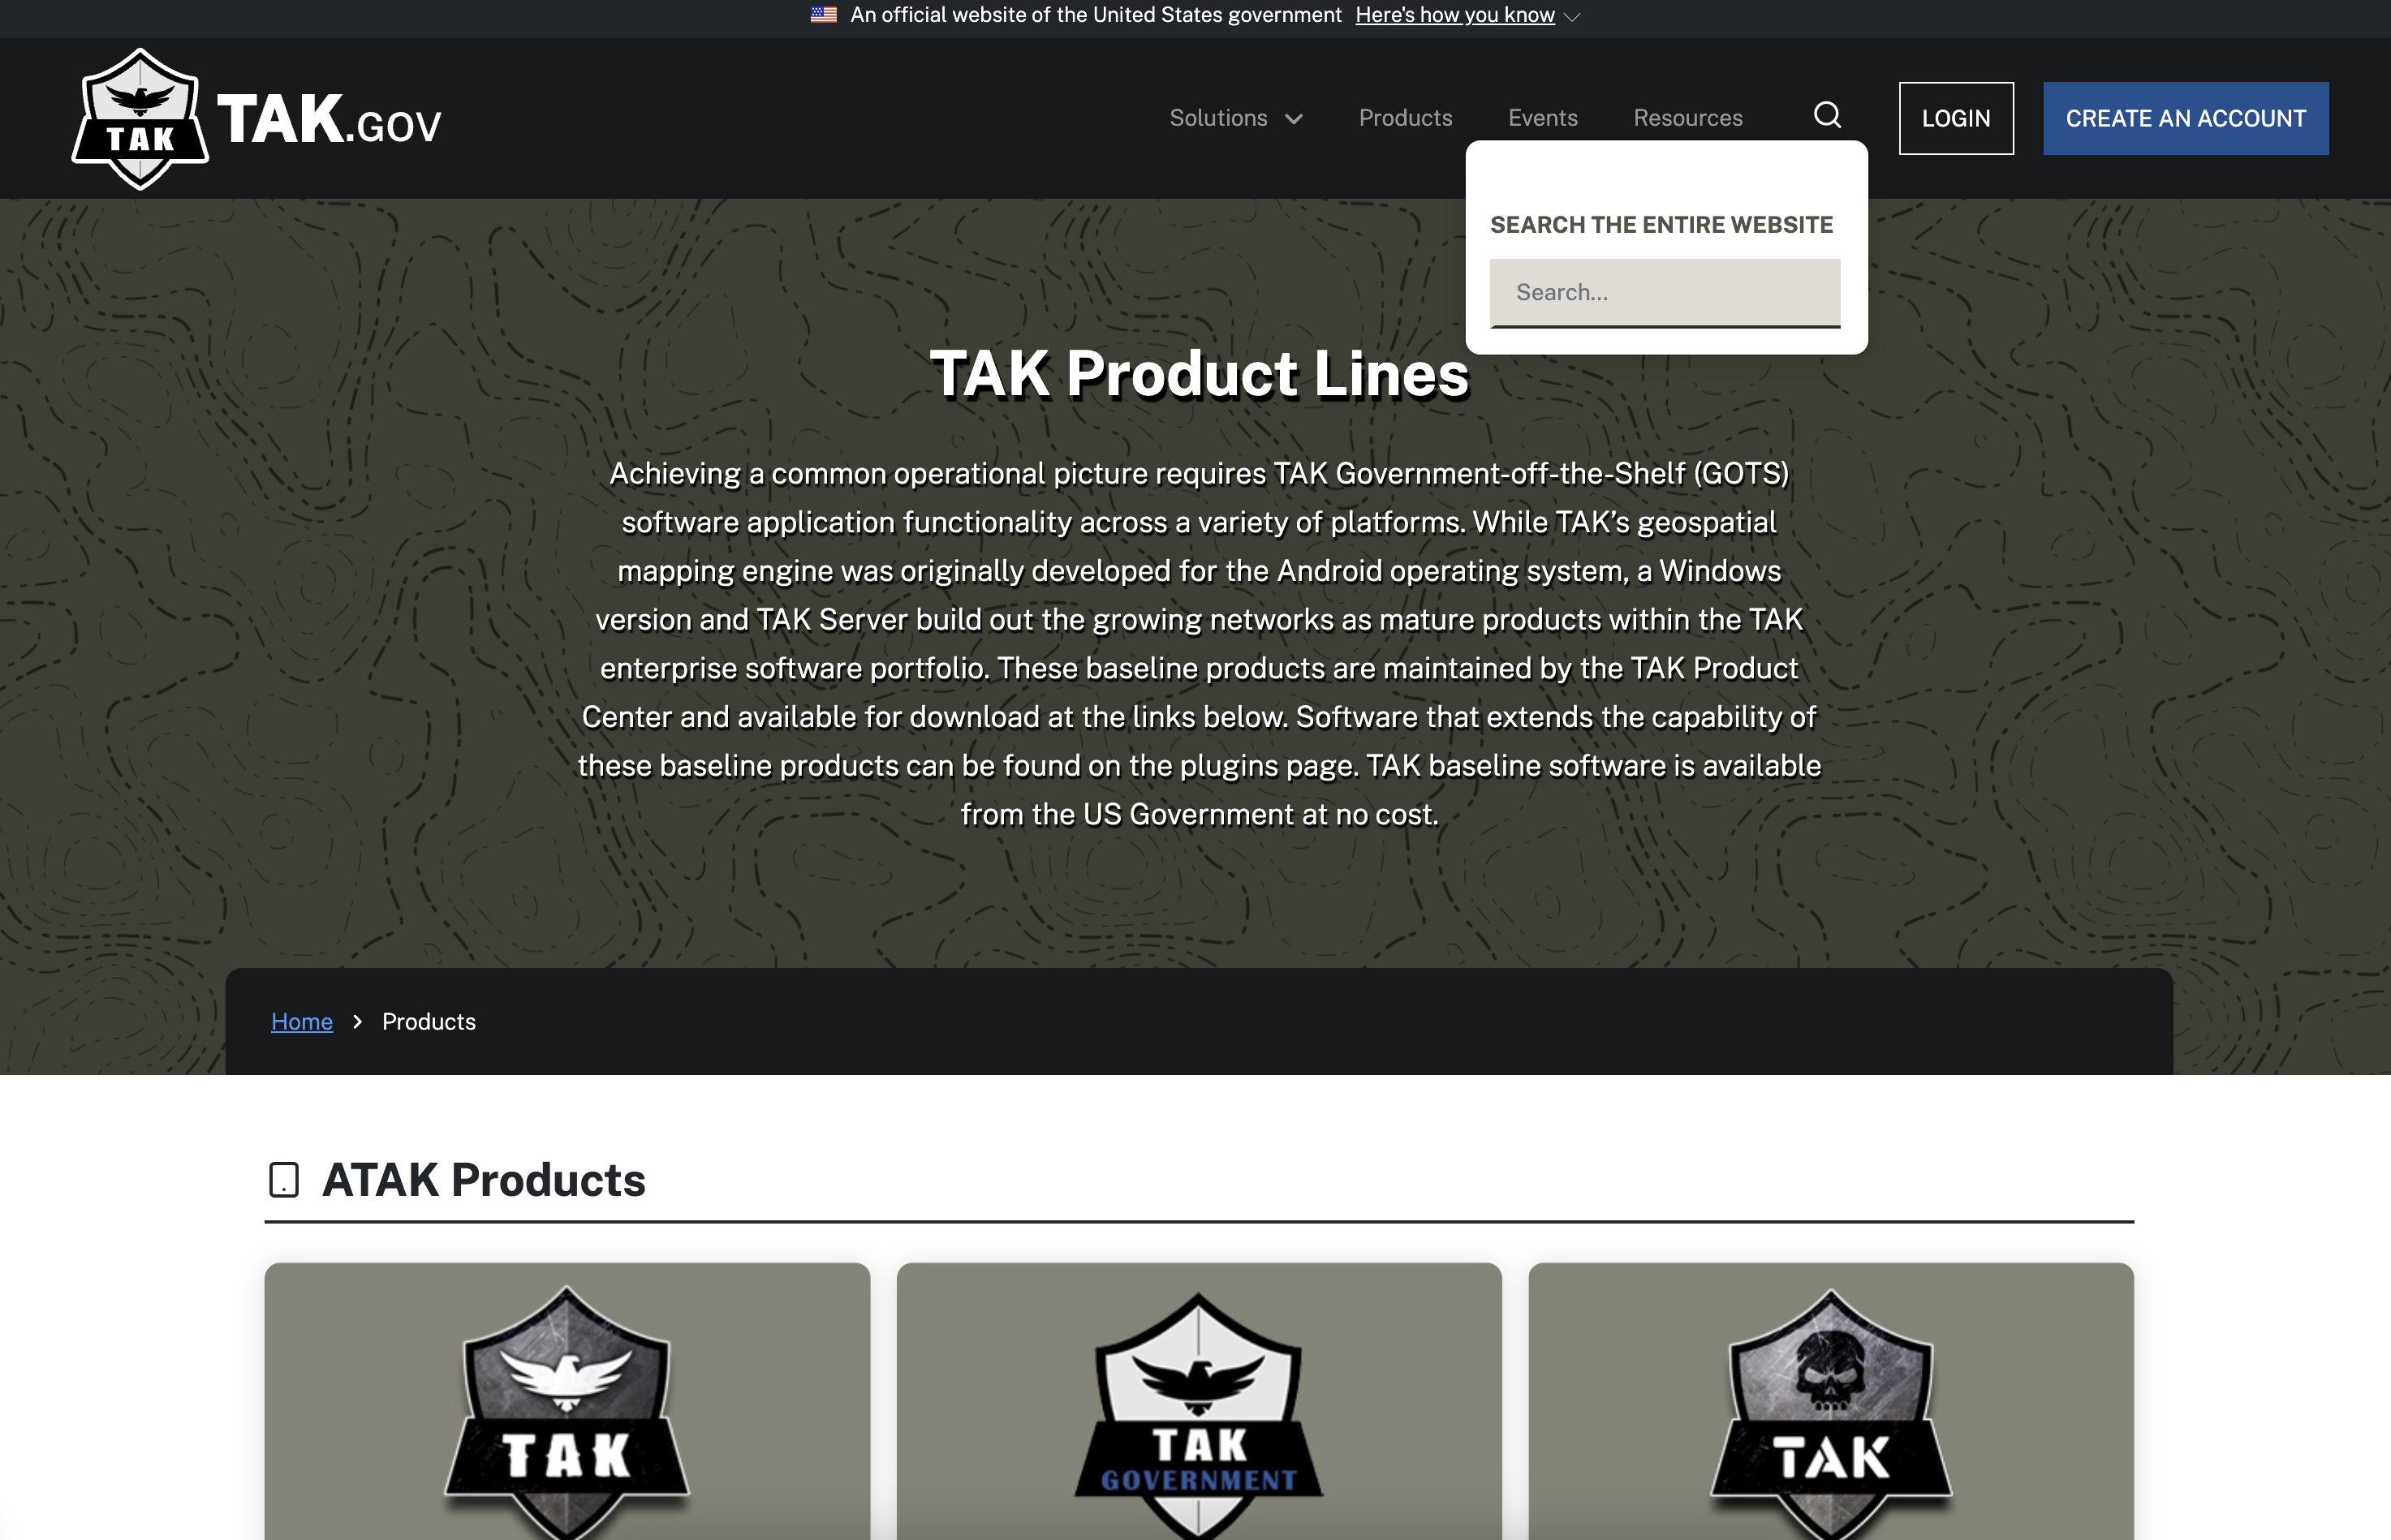 An official website of the United States government Here's how you know
TAK
TAK.GOV
Solutions
Products
Events
Resources
LOGIN
CREATE AN ACCOUNT
SEARCH THE ENTIRE WEBSITE
Search...
TAK Product Lines
Achieving a common operational picture requires TAK Government-off-the-Shelf (GOTS)
software application functionality across a variety of platforms. While TAK’s geospatial
mapping engine was originally developed for the Android operating system, a Windows
version and TAK Server build out the growing networks as mature products within the TAK
enterprise software portfolio. These baseline products are maintained by the TAK Product
Center and available for download at the links below. Software that extends the capability of
these baseline products can be found on the plugins page. TAK baseline software is available
from the US Government at no cost.
Home
Products
ATAK Products
TAK
TAK
GOVERNMENT
TAK